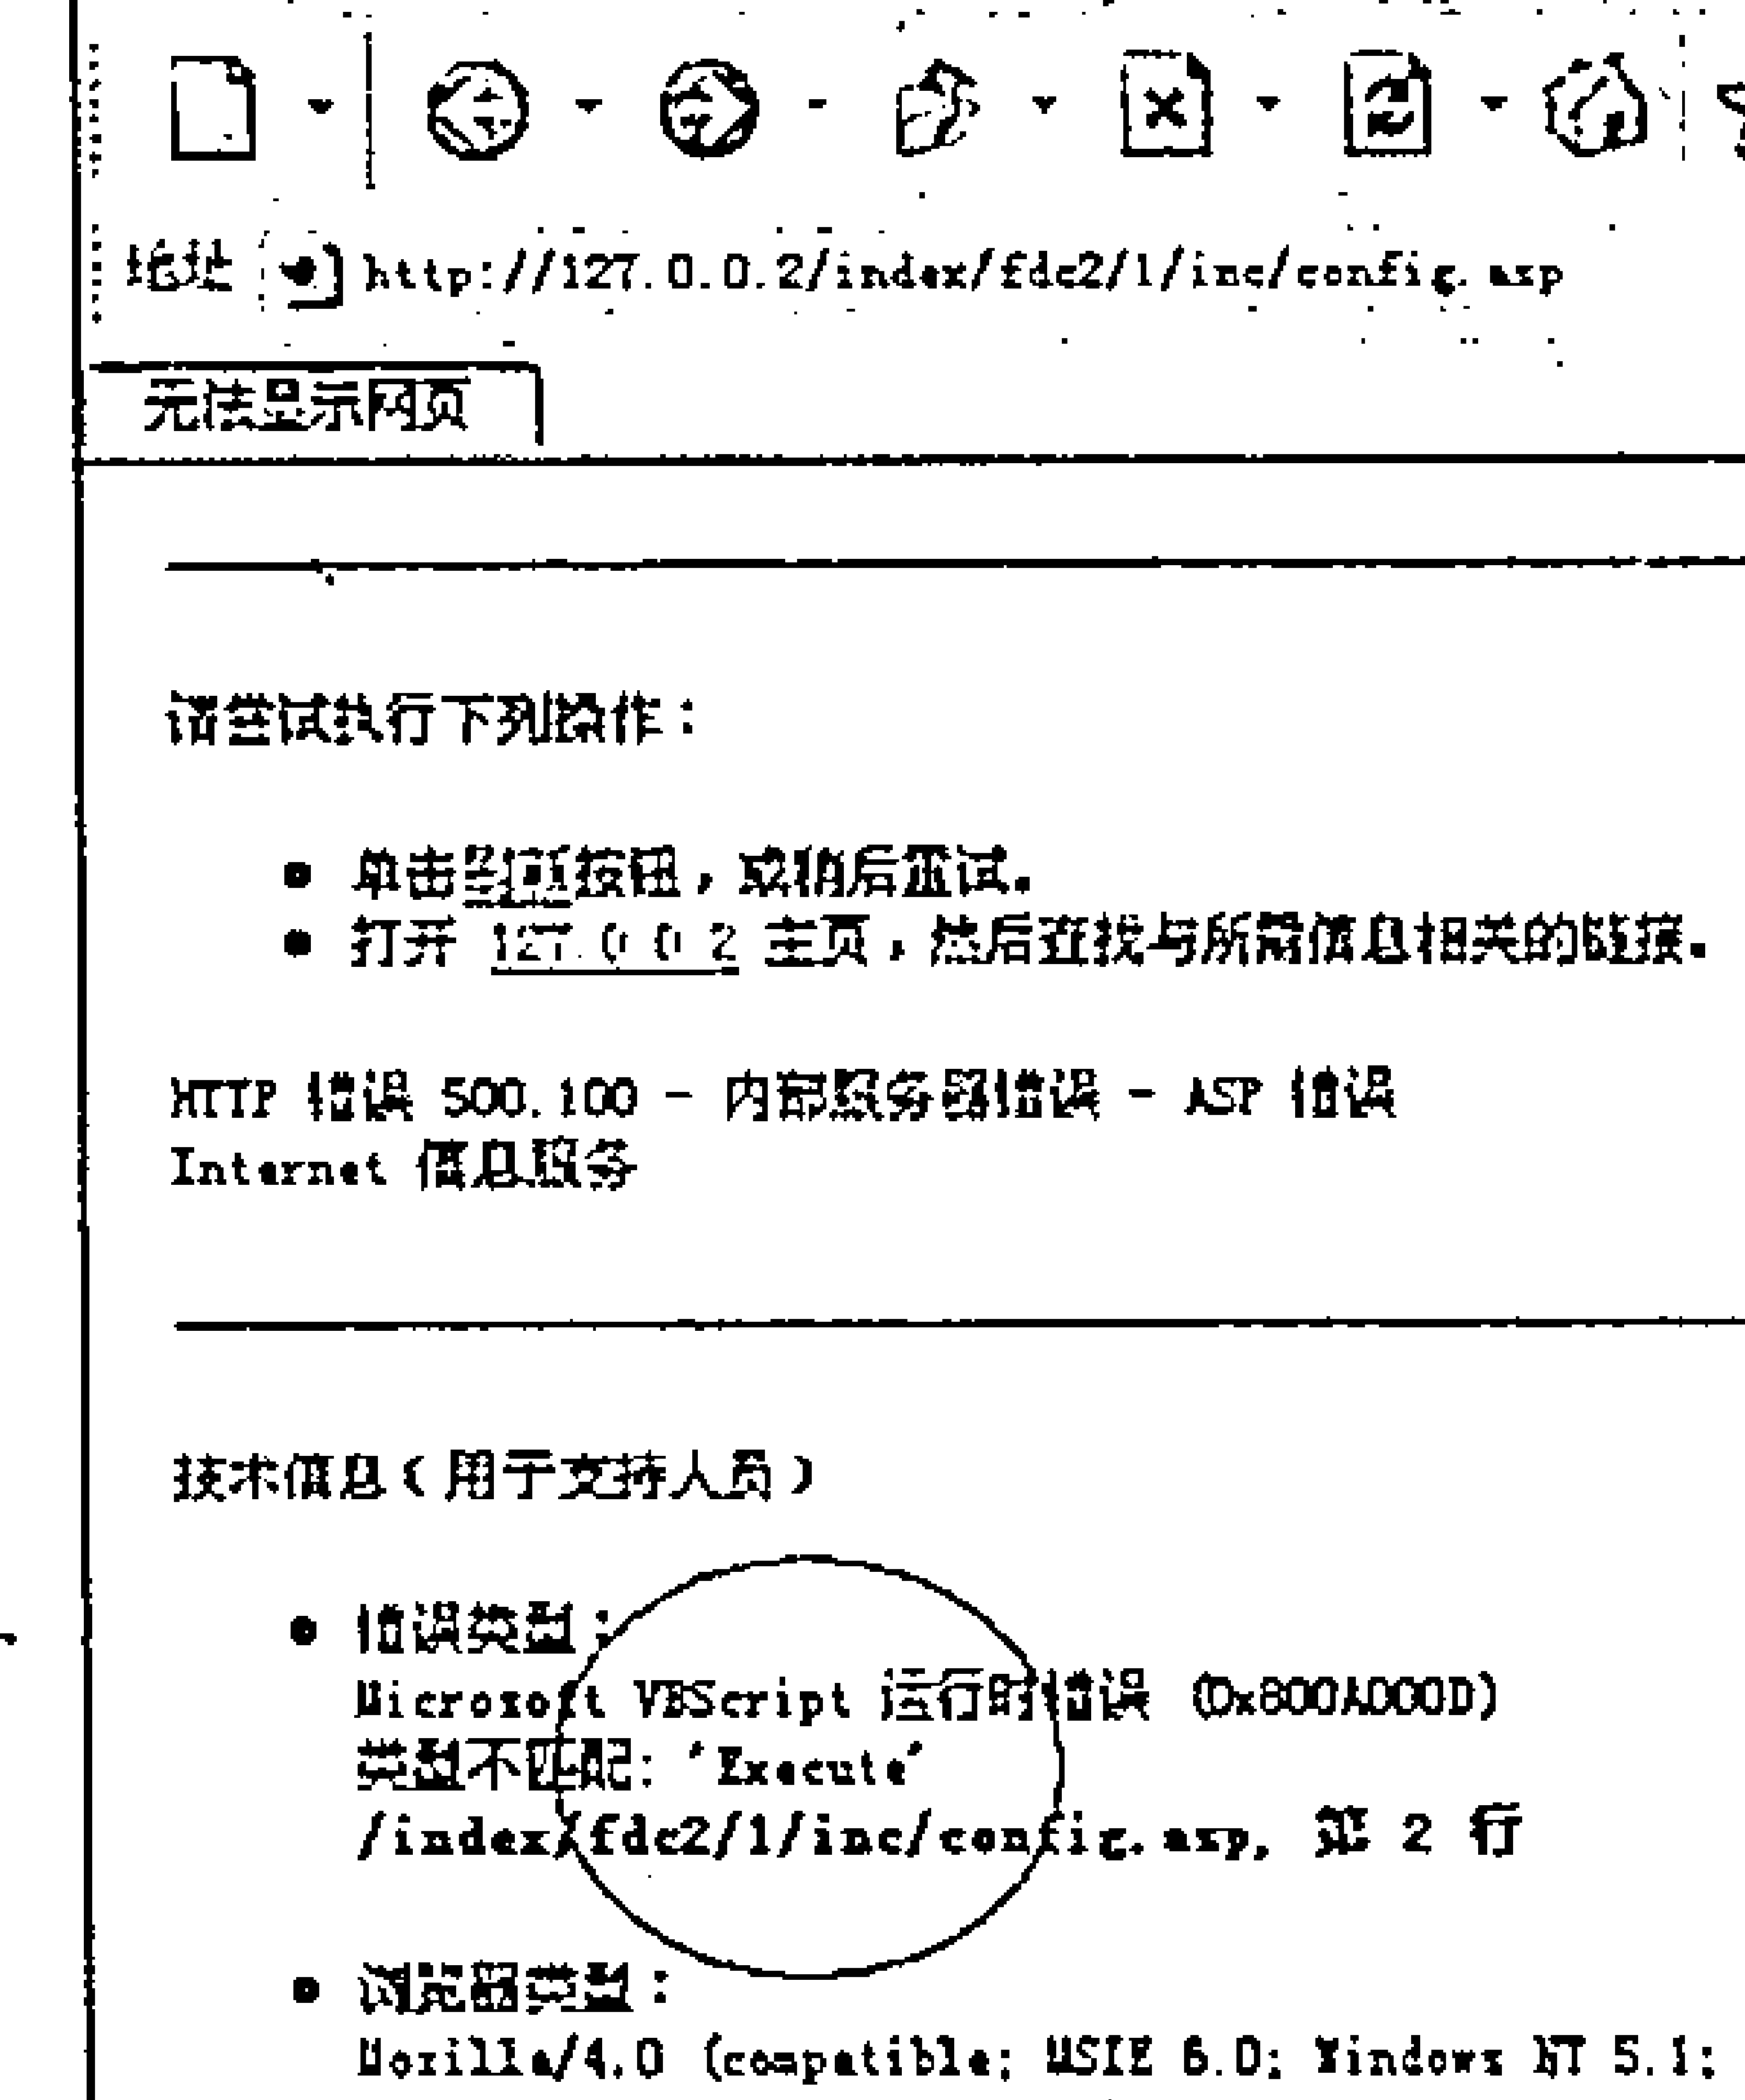 地址 http://127.0.0.2/index/fdc2/1/inc/config.asp
无法显示网页
请尝试执行下列操作：
单击刷新按钮，或稍后重试。
打开 127.0.0.2 主页，然后查找与所需信息相关的链接。
HTTP 错误 500.100 - 内部服务器错误 - ASP 错误
Internet 信息服务
技术信息（用于支持人员）
错误类型：
Microsoft VBScript 运行时错误 (0x800A000D)
类型不匹配: 'Execute'
/index/fdc2/1/inc/config.asp, 第 2 行
浏览器类型：
Mozilla/4.0 (compatible; MSIE 6.0; Windows NT 5.1;